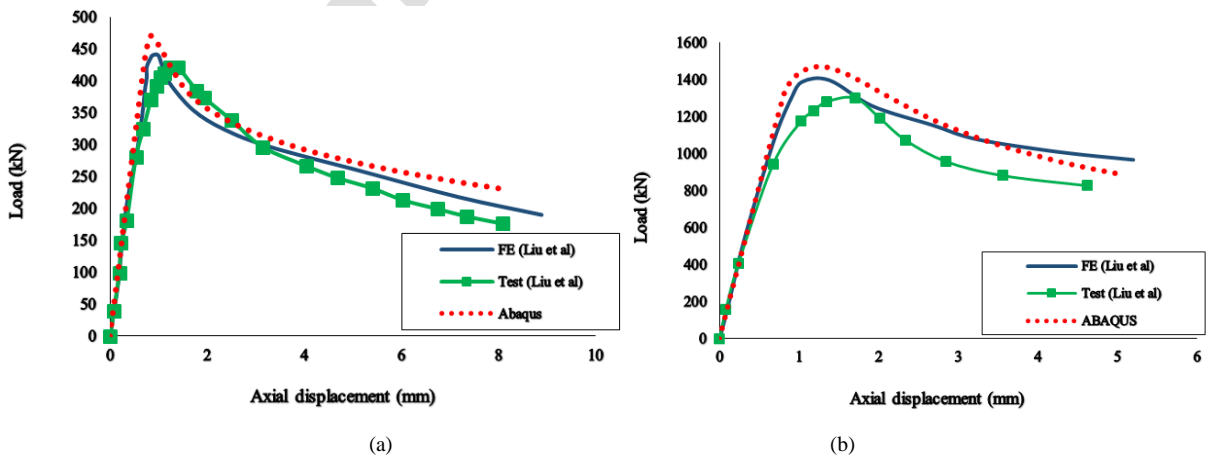 500
450
400
350
300
250
200
150
100
50
0
Load (kN)
0 2 4 6 8 10
Axial displacement (mm)
FE (Liu et al)
Test (Liu et al)
Abaqus
(a)
1600
1400
1200
1000
800
600
400
200
0
Load (kN)
0 1 2 3 4 5 6
Axial displacement (mm)
FE (Liu et al)
Test (Liu et al)
ABAQUS
(b)